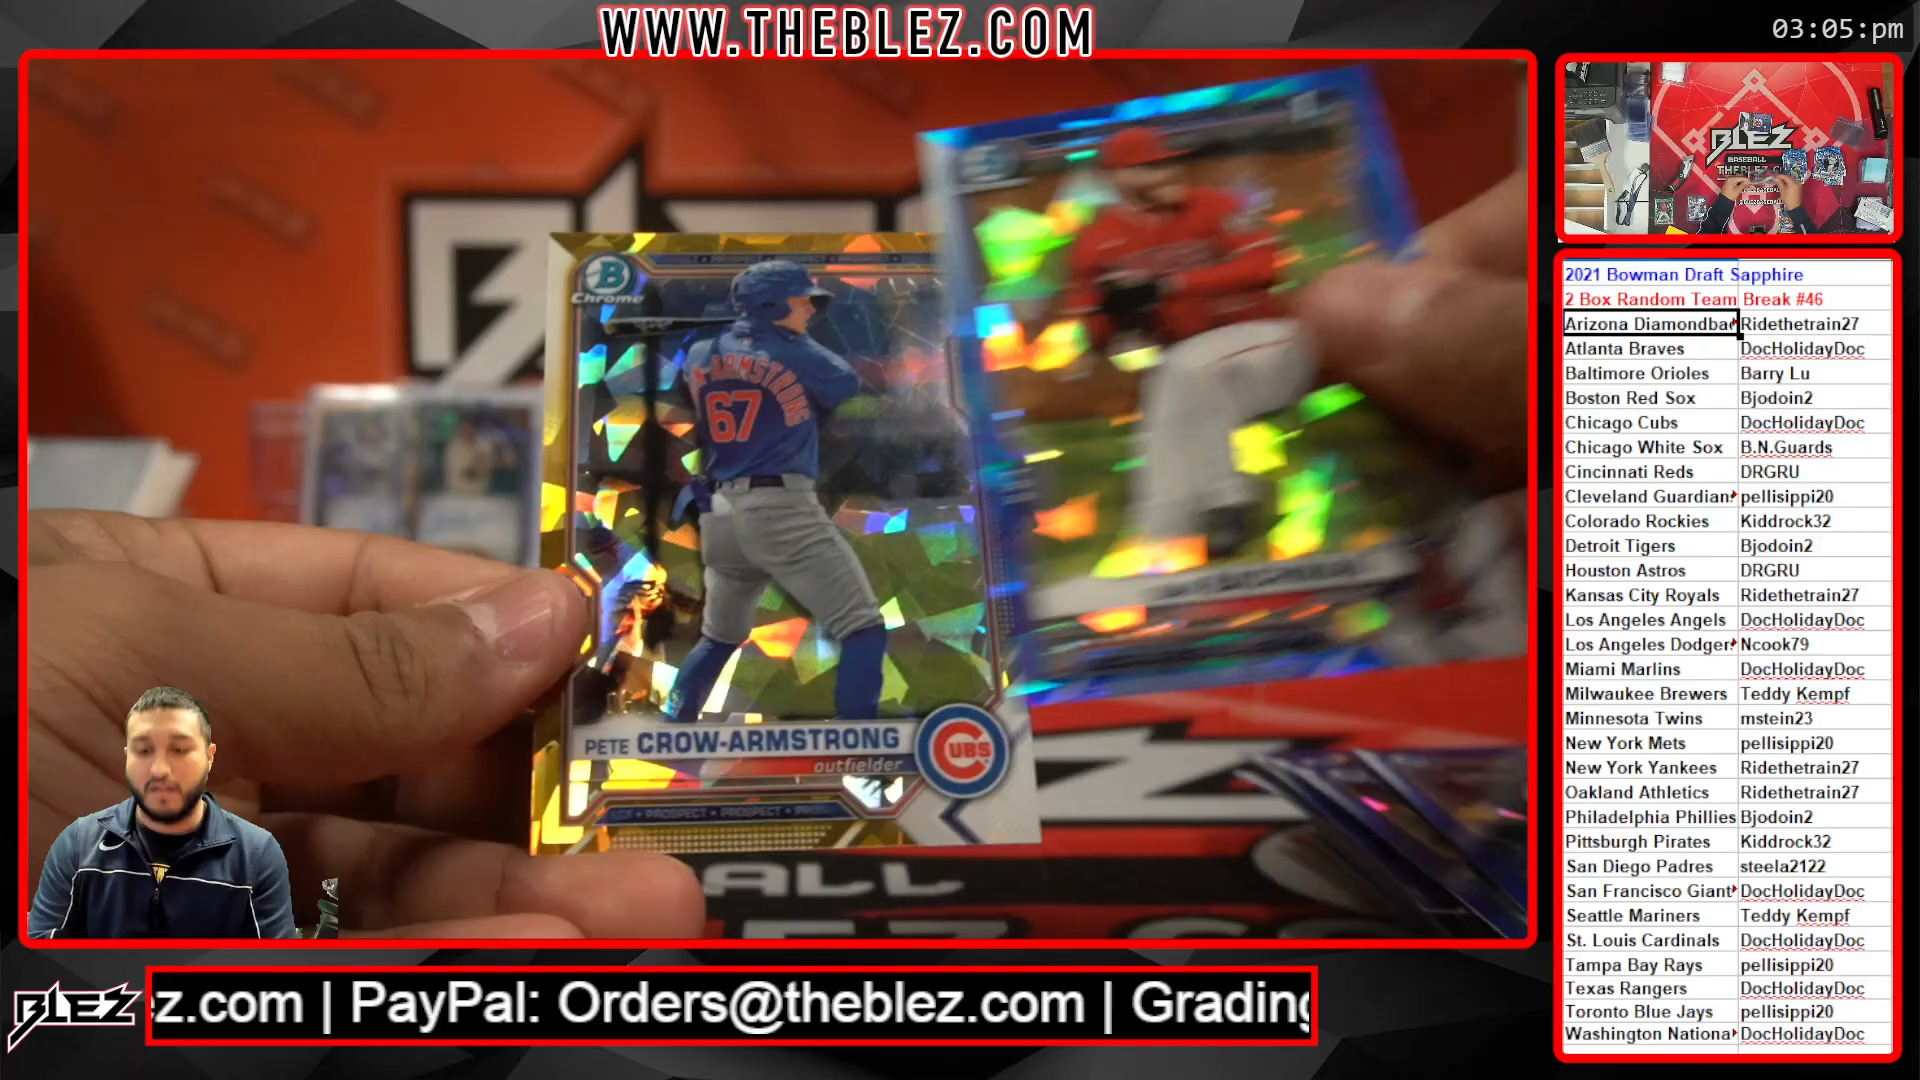 WWW.THEBLEZ.COM
03:05:pm
BLEZ
BASEBALL
B
Chrome
ARMSTRONG
67
PETE CROW-ARMSTRONG
outfielder
CUBS
PROSPECT • PROSPECT
2021 Bowman Draft Sapphire
2 Box Random Team Break #46
Arizona Diamondba Ridethetrain27
Atlanta Braves DocHolidayDoc
Baltimore Orioles Barry Lu
Boston Red Sox Bjodoin2
Chicago Cubs DocHolidayDoc
Chicago White Sox B.N.Guards
Cincinnati Reds DRGRU
Cleveland Guardian pellisippi20
Colorado Rockies Kiddrock32
Detroit Tigers Bjodoin2
Houston Astros DRGRU
Kansas City Royals Ridethetrain27
Los Angeles Angels DocHolidayDoc
Los Angeles Dodger Ncook79
Miami Marlins DocHolidayDoc
Milwaukee Brewers Teddy Kempf
Minnesota Twins mstein23
New York Mets pellisippi20
New York Yankees Ridethetrain27
Oakland Athletics Ridethetrain27
Philadelphia Phillies Bjodoin2
Pittsburgh Pirates Kiddrock32
San Diego Padres steela2122
San Francisco Giant DocHolidayDoc
Seattle Mariners Teddy Kempf
St. Louis Cardinals DocHolidayDoc
Tampa Bay Rays pellisippi20
Texas Rangers DocHolidayDoc
Toronto Blue Jays pellisippi20
Washington Nationa DocHolidayDoc
BLEZ
ez.com | PayPal: Orders@theblez.com | Grading